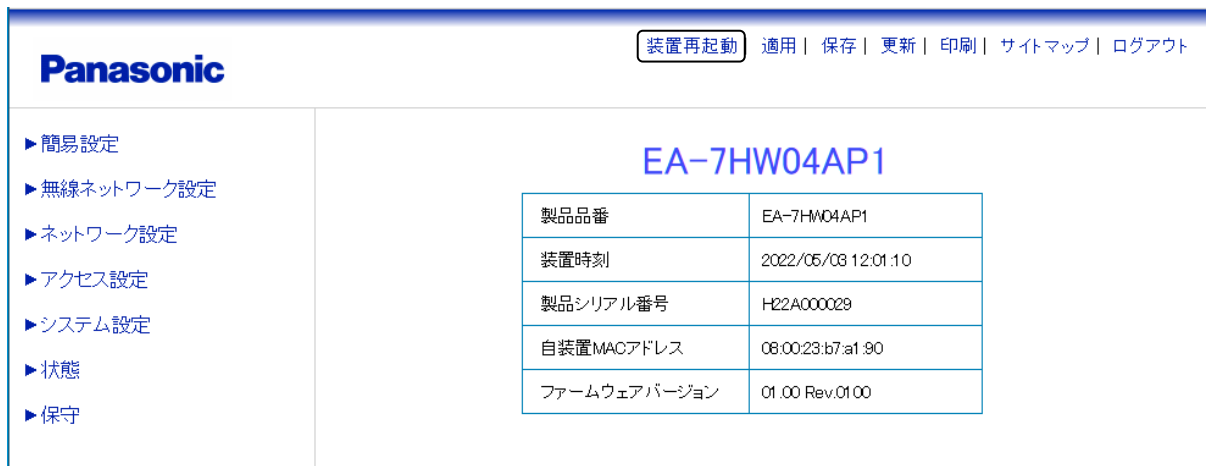 装置再起動 適用| 保存| 更新| 印刷| サイトマップ| ログアウト
Panasonic
►簡易設定
►無線ネットワーク設定
►ネットワーク設定
►アクセス設定
►システム設定
►状態
►保守
EA-7HW04AP1
製品品番 EA-7HW04AP1
装置時刻 2022/05/03 12:01:10
製品シリアル番号 H22A000029
自装置MACアドレス 08:00:23:b7:a1:90
ファームウェアバージョン 01.00 Rev.0100